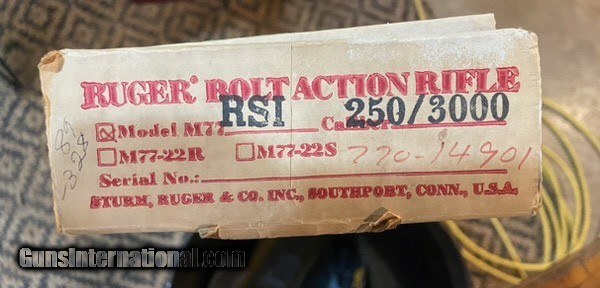 RUGER® BOLT ACTION RIFLE
☒ Model M77 RSI Caliber 250/3000
☐ M77-22R ☐ M77-22S 770-14901
Serial No.:
STURM, RUGER & CO. INC., SOUTHPORT, CONN., U.S.A.
GunsInternational.com